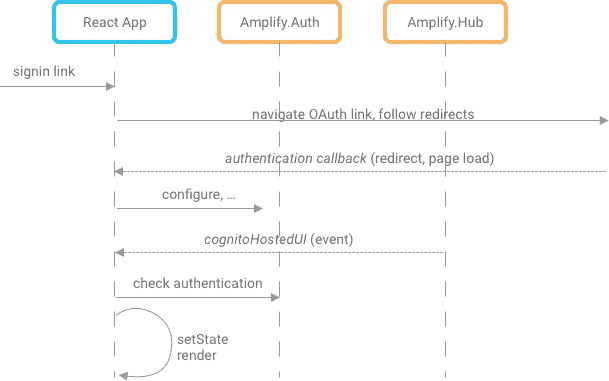 React App
Amplify.Auth
Amplify.Hub
signin link
navigate OAuth link, follow redirects
authentication callback (redirect, page load)
configure, ...
cognitoHostedUI (event)
check authentication
setState
render